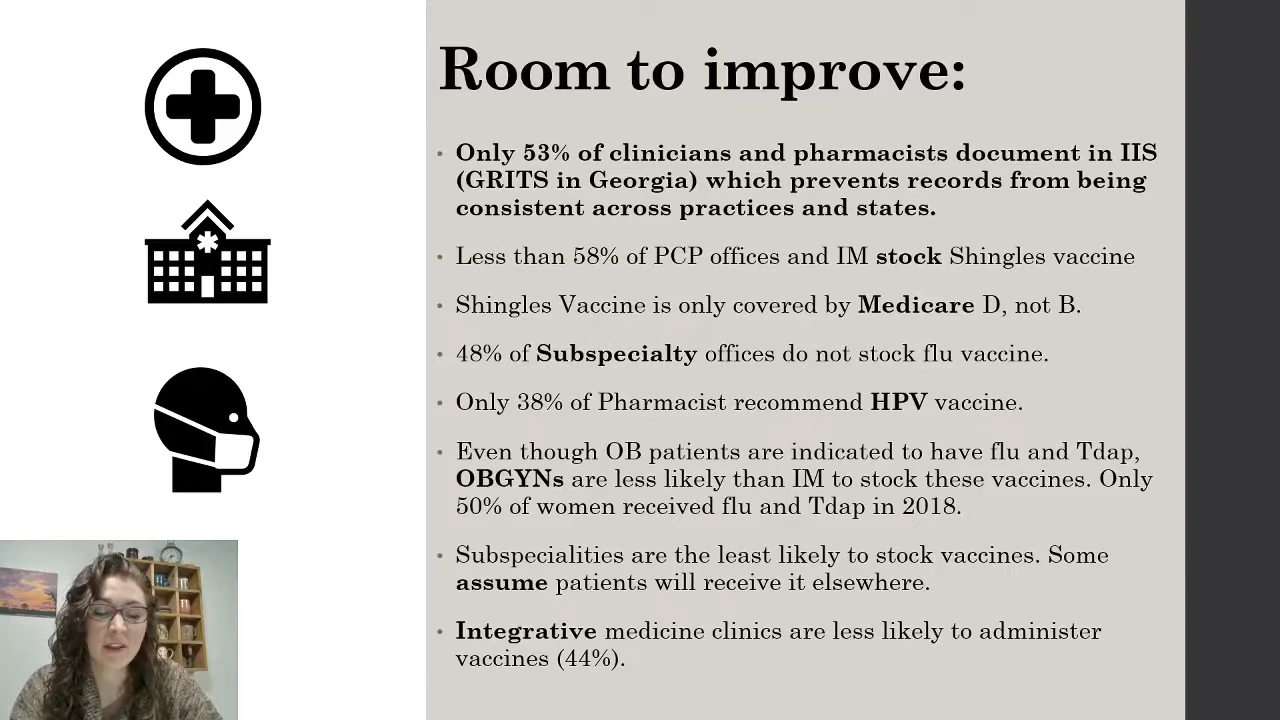 Room to improve:
Only 53% of clinicians and pharmacists document in IIS
(GRITS in Georgia) which prevents records from being
consistent across practices and states.
Less than 58% of PCP offices and IM stock Shingles vaccine
Shingles Vaccine is only covered by Medicare D, not B.
48% of Subspecialty offices do not stock flu vaccine.
Only 38% of Pharmacist recommend HPV vaccine.
Even though OB patients are indicated to have flu and Tdap,
OBGYNs are less likely than IM to stock these vaccines. Only
50% of women received flu and Tdap in 2018.
Subspecialities are the least likely to stock vaccines. Some
assume patients will receive it elsewhere.
Integrative medicine clinics are less likely to administer
vaccines (44%).